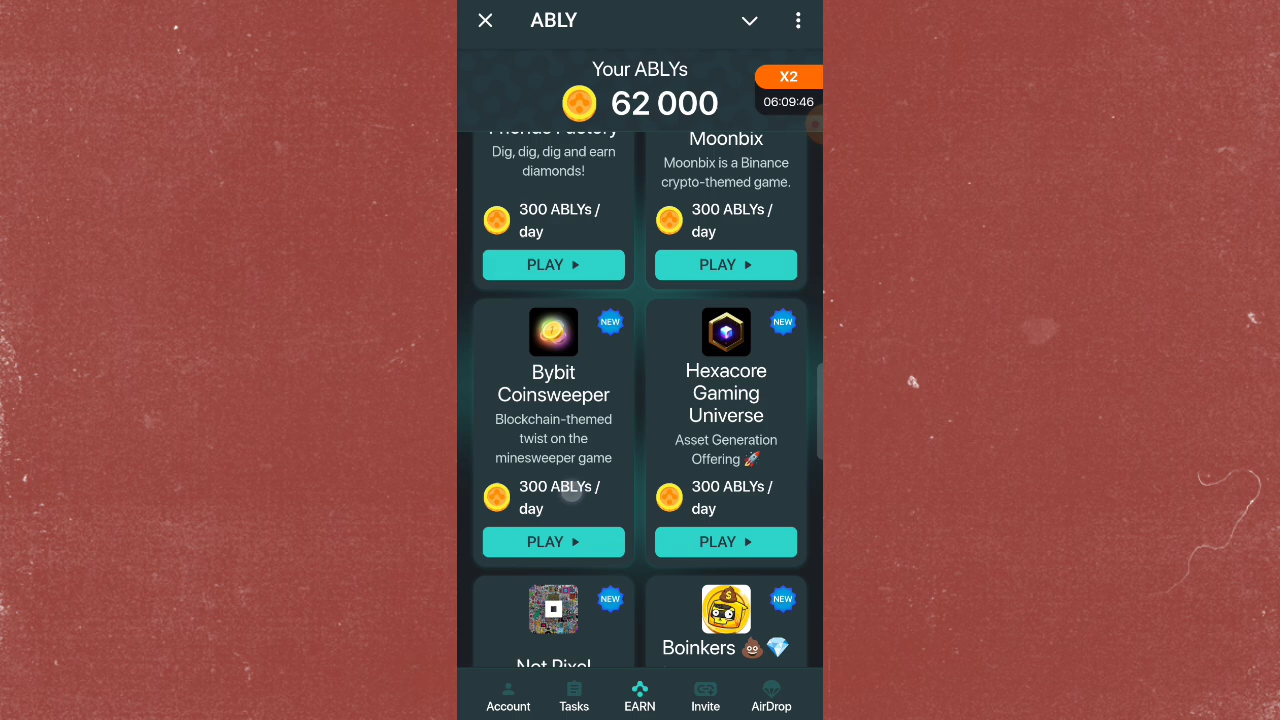 ABLY
Your ABLYs
62 000
X2
06:09:46
Dig, dig, dig and earn
diamonds!
300 ABLYs /
day
PLAY
Moonbix
Moonbix is a Binance
crypto-themed game.
300 ABLYs /
day
PLAY
NEW
Bybit
Coinsweeper
Blockchain-themed
twist on the
minesweeper game
300 ABLYs /
day
PLAY
NEW
Hexacore
Gaming
Universe
Asset Generation
Offering 🚀
300 ABLYs /
day
PLAY
NEW
Not Pixel
NEW
Boinkers 💩💎
Account
Tasks
EARN
Invite
AirDrop